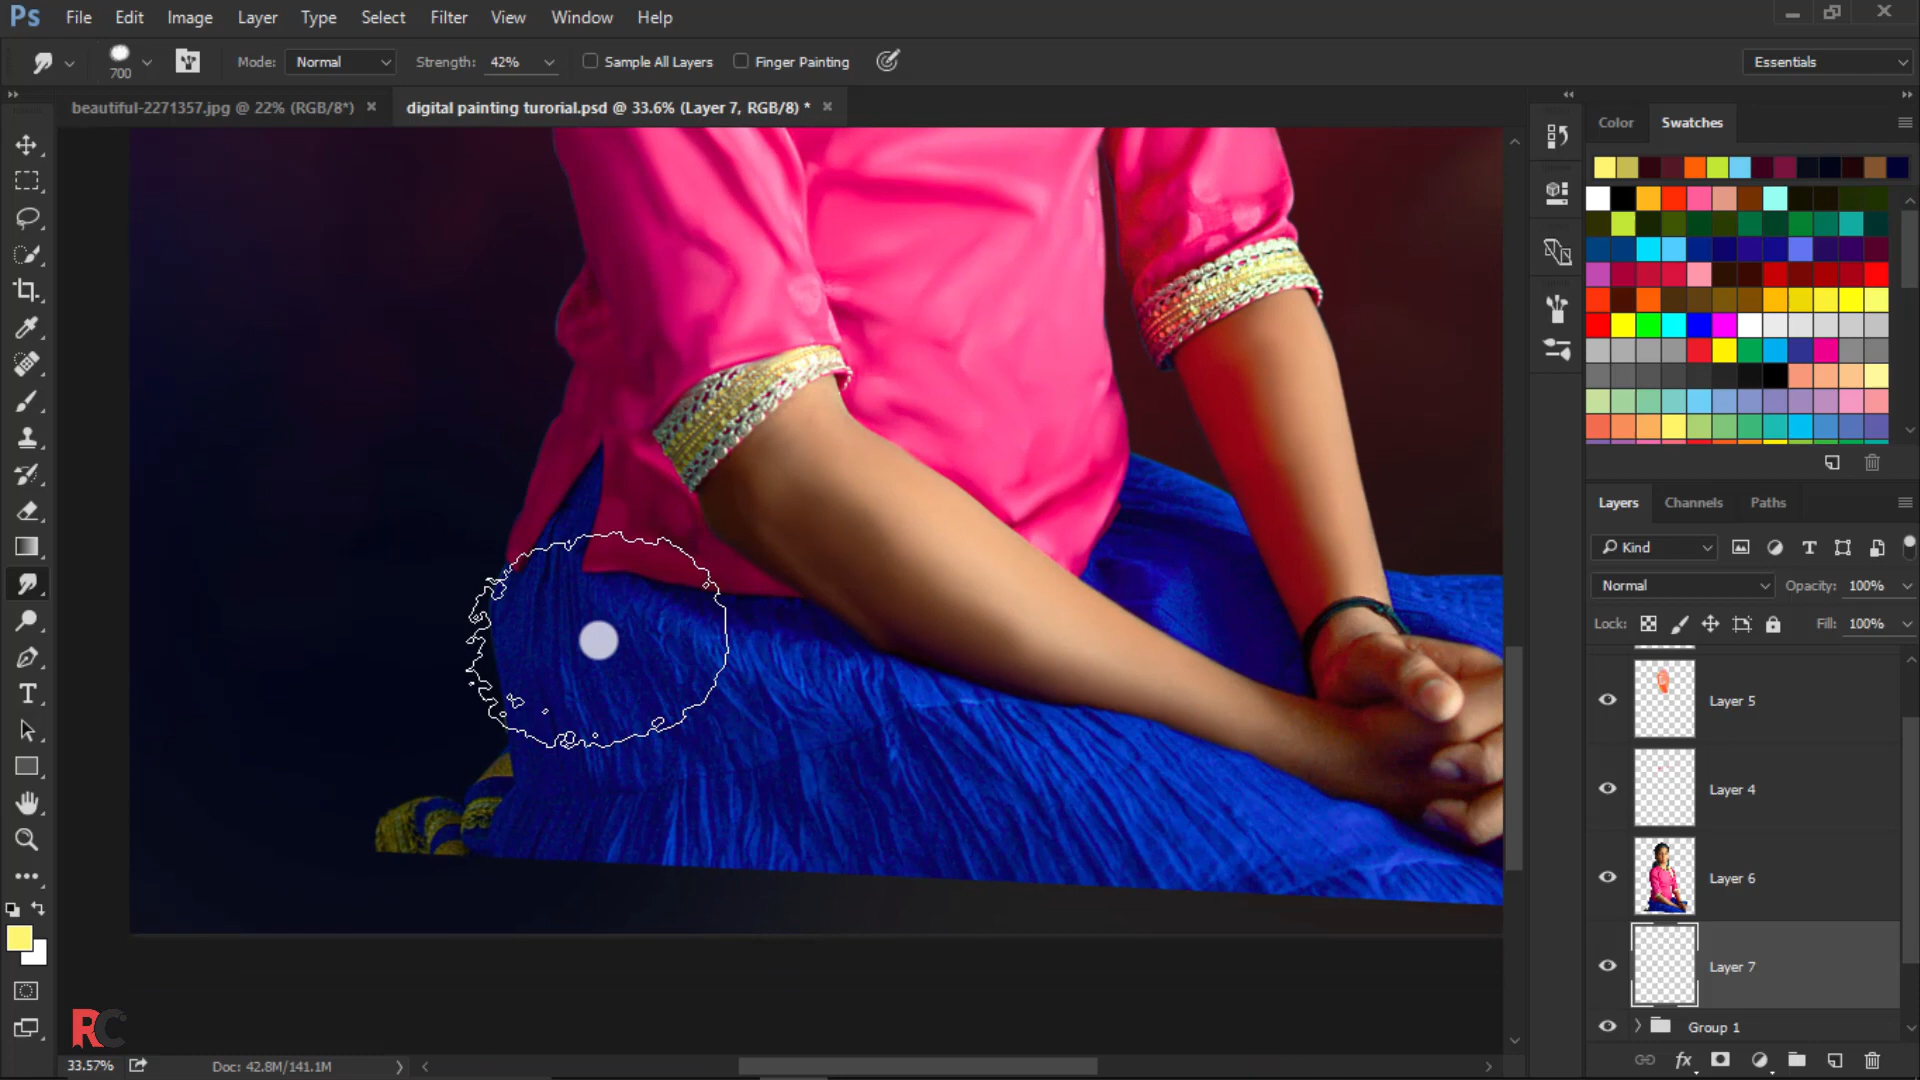 Ps File Edit Image Layer Type Select Filter View Window Help
700 Mode: Normal Strength: 42% Sample All Layers Finger Painting Essentials
beautiful-2271357.jpg @ 22% (RGB/8*) × digital painting turorial.psd @ 33.6% (Layer 7, RGB/8) * ×
Color Swatches
Layers Channels Paths
Kind
Normal Opacity: 100%
Lock: Fill: 100%
Layer 5
Layer 4
Layer 6
Layer 7
Group 1
RC
33.57% Doc: 42.8M/141.1M
fx